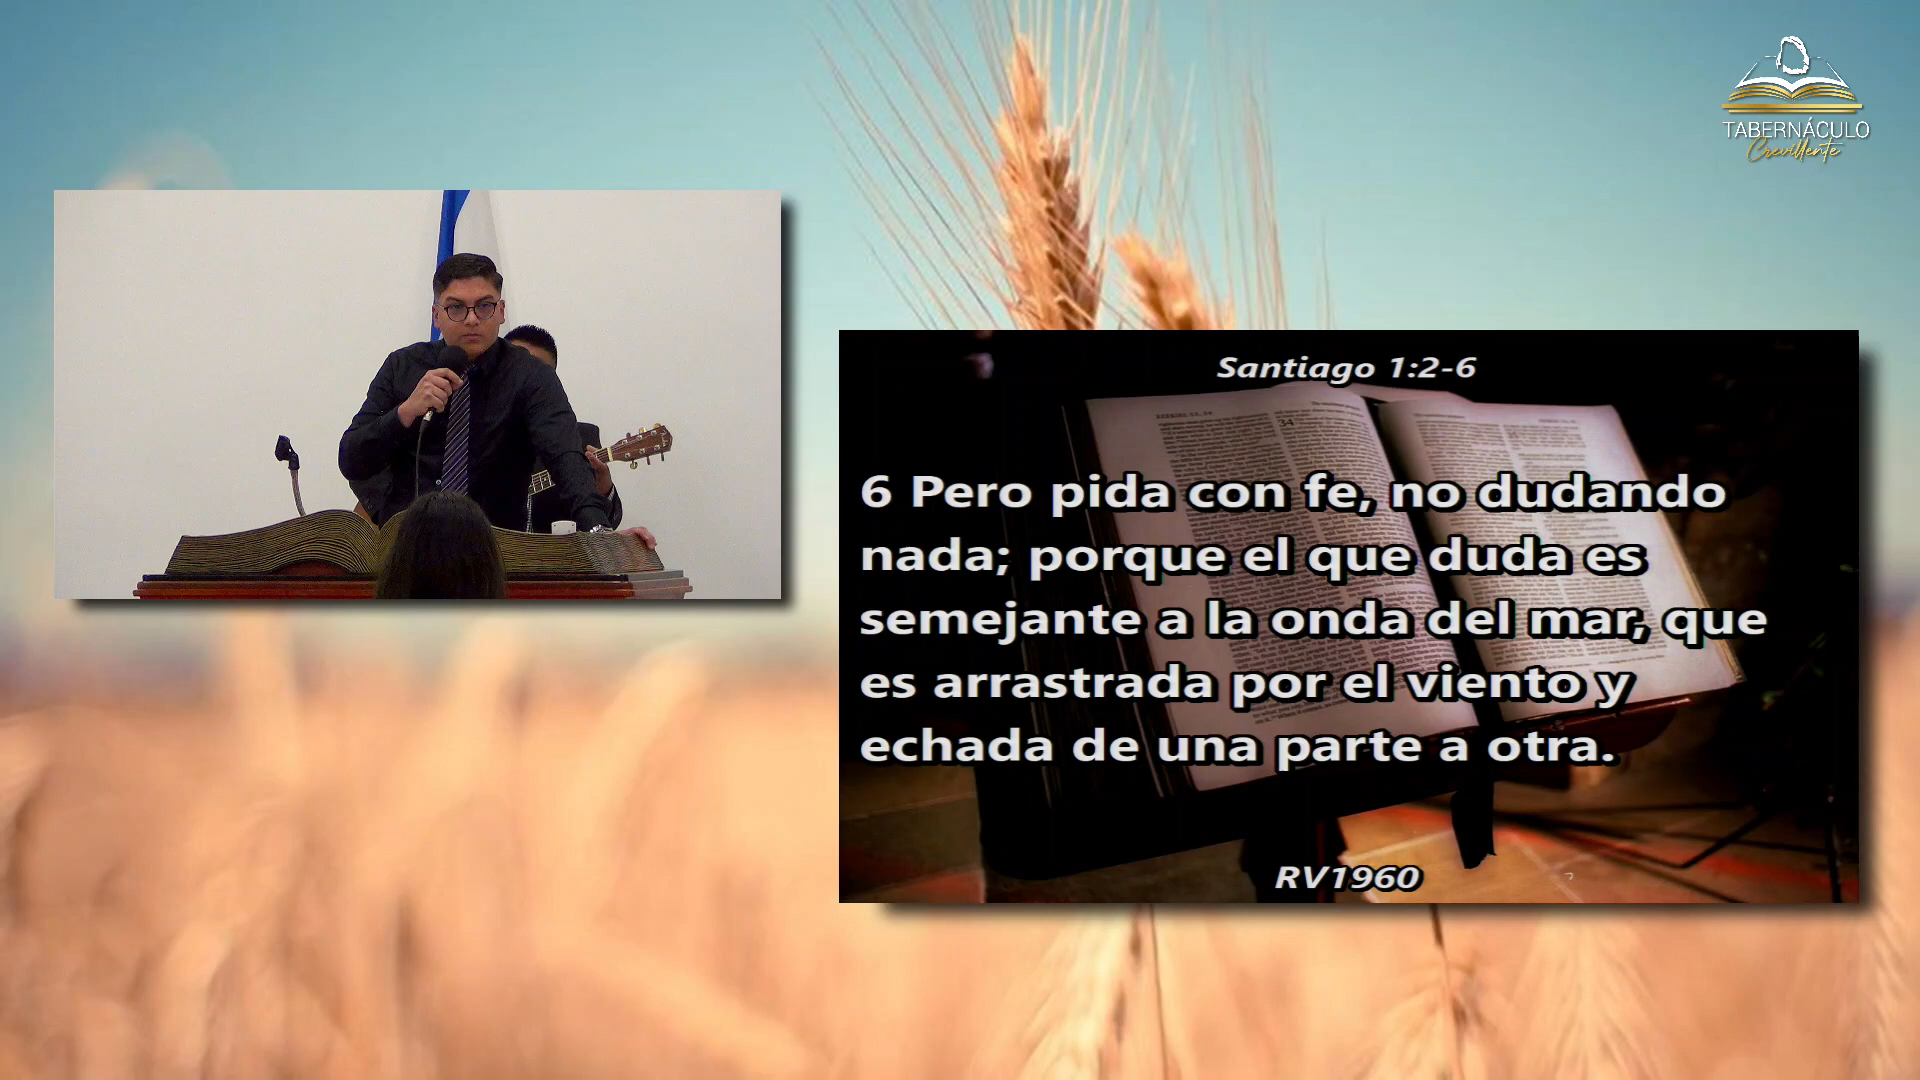 TABERNÁCULO
Crevillente
Santiago 1:2-6
6 Pero pida con fe, no dudando
nada; porque el que duda es
semejante a la onda del mar, que
es arrastrada por el viento y
echada de una parte a otra.
RV1960